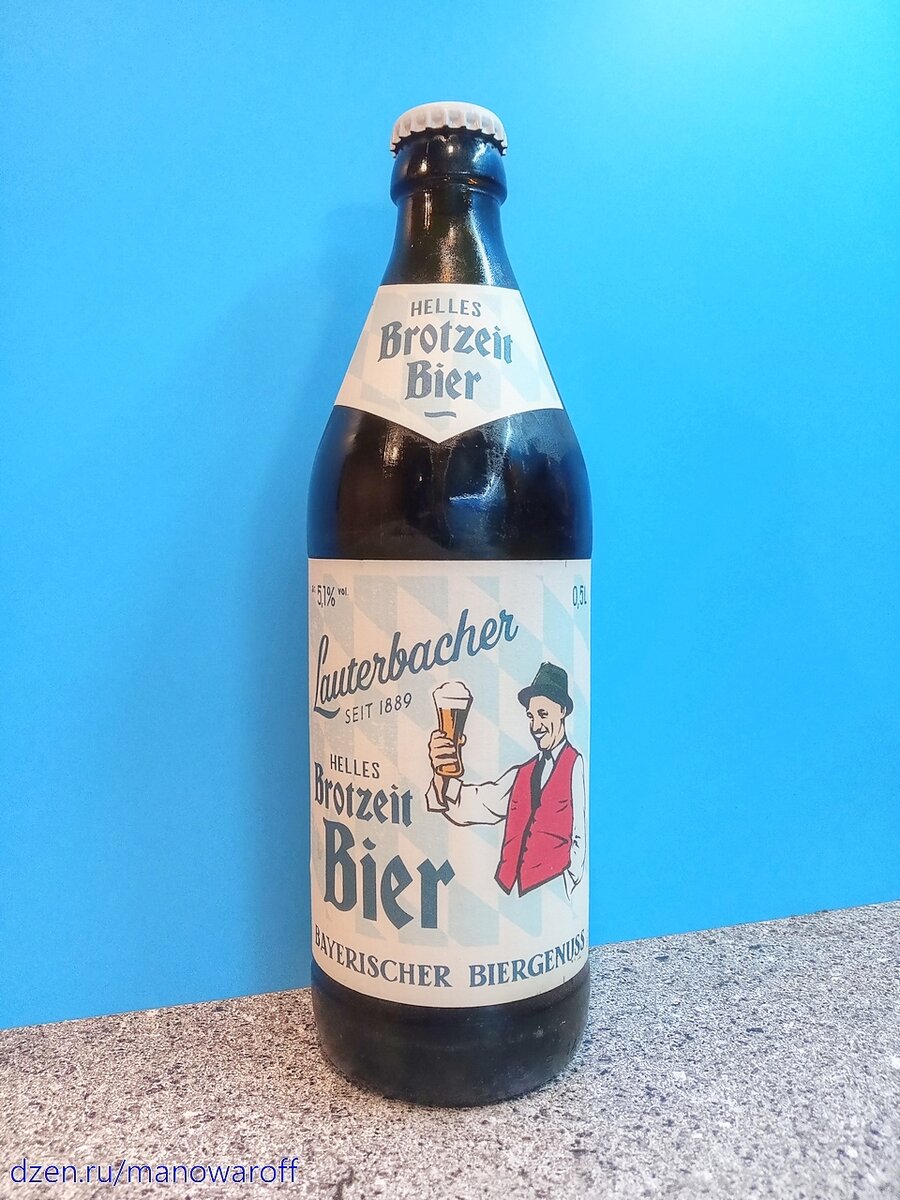 HELLES
Brotzeit
Bier
5,1% vol.
0,5L
Lauterbacher
SEIT 1889
HELLES
Brotzeit
Bier
BAYERISCHER BIERGENUSS
dzen.ru/manowaroff